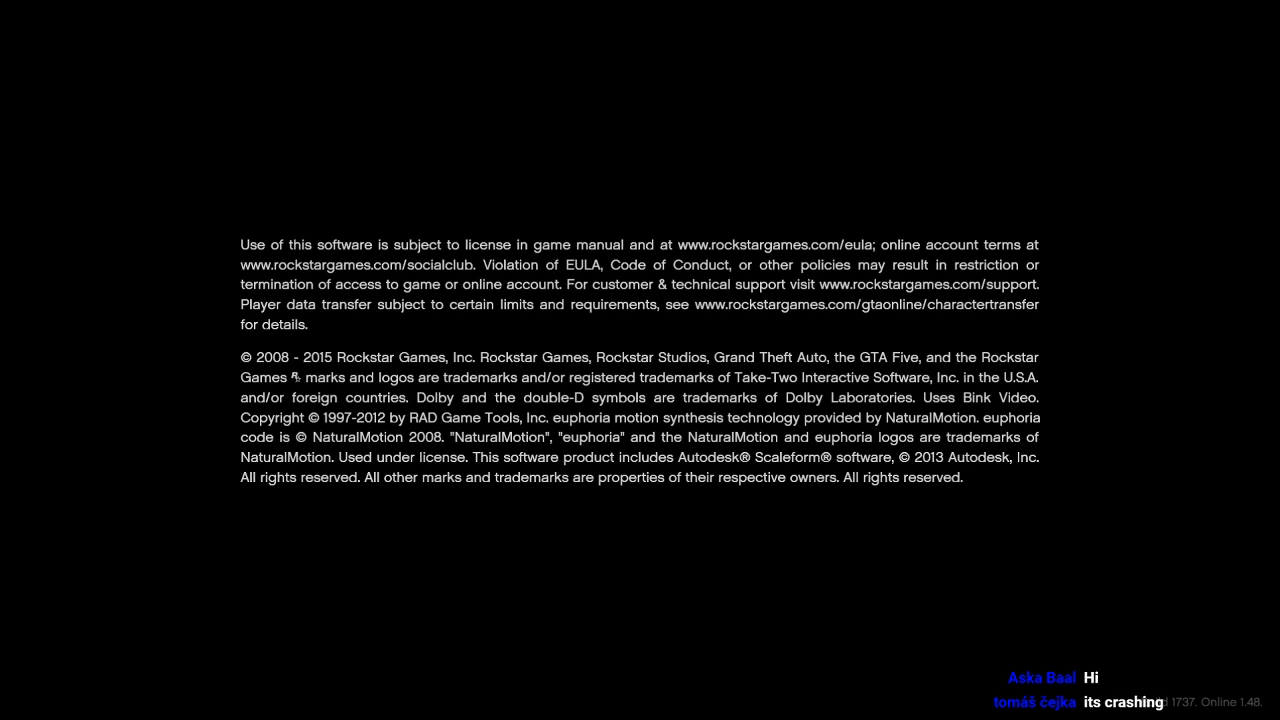 Use of this software is subject to license in game manual and at www.rockstargames.com/eula; online account terms at
www.rockstargames.com/socialclub. Violation of EULA, Code of Conduct, or other policies may result in restriction or
termination of access to game or online account. For customer & technical support visit www.rockstargames.com/support.
Player data transfer subject to certain limits and requirements, see www.rockstargames.com/gtaonline/charactertransfer
for details.
© 2008 - 2015 Rockstar Games, Inc. Rockstar Games, Rockstar Studios, Grand Theft Auto, the GTA Five, and the Rockstar
Games R* marks and logos are trademarks and/or registered trademarks of Take-Two Interactive Software, Inc. in the U.S.A.
and/or foreign countries. Dolby and the double-D symbols are trademarks of Dolby Laboratories. Uses Bink Video.
Copyright © 1997-2012 by RAD Game Tools, Inc. euphoria motion synthesis technology provided by NaturalMotion. euphoria
code is © NaturalMotion 2008. "NaturalMotion", "euphoria" and the NaturalMotion and euphoria logos are trademarks of
NaturalMotion. Used under license. This software product includes Autodesk® Scaleform® software, © 2013 Autodesk, Inc.
All rights reserved. All other marks and trademarks are properties of their respective owners. All rights reserved.
Aska Baal Hi
tomáš čejka its crashing 1737. Online 1.48.